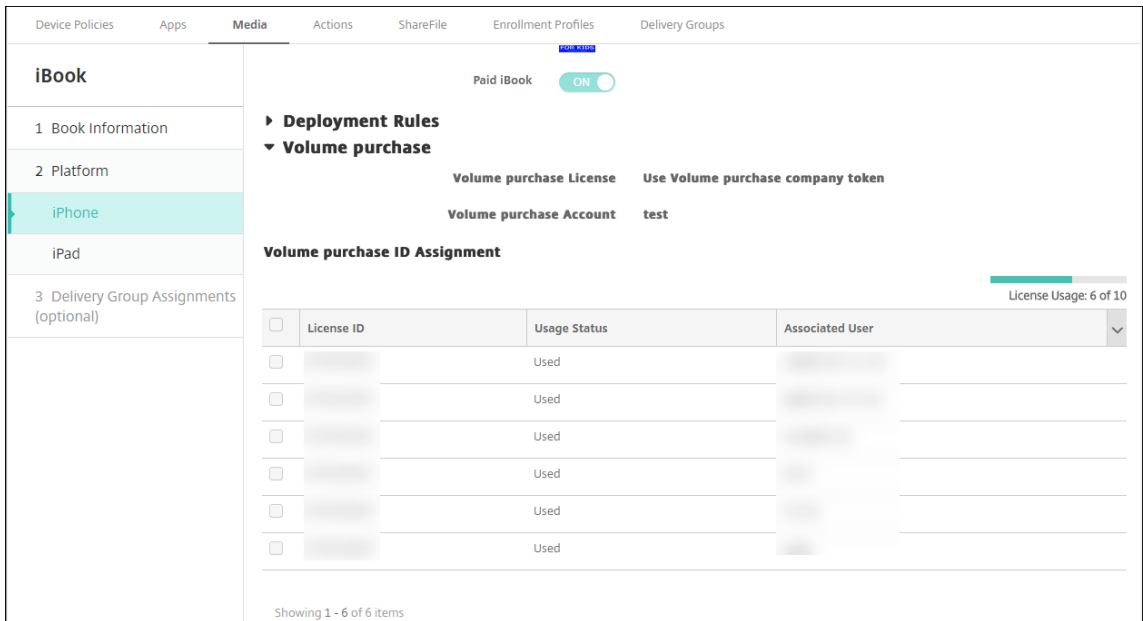 Device Policies Apps Media Actions ShareFile Enrollment Profiles Delivery Groups
FOR KIDS
iBook
Paid iBook ON
1 Book Information
2 Platform
iPhone
iPad
3 Delivery Group Assignments
(optional)
Deployment Rules
Volume purchase
Volume purchase License Use Volume purchase company token
Volume purchase Account test
Volume purchase ID Assignment
License Usage: 6 of 10
License ID Usage Status Associated User
Used
Used
Used
Used
Used
Used
Showing 1 - 6 of 6 items